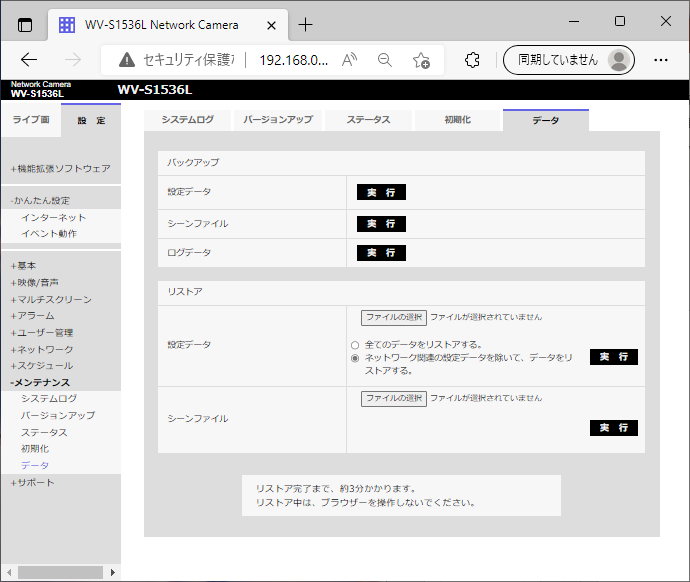 WV-S1536L Network Camera
セキュリティ保護な
192.168.0...
同期していません
Network Camera
WV-S1536L
WV-S1536L
ライブ画
設 定
システムログ
バージョンアップ
ステータス
初期化
データ
+機能拡張ソフトウェア
-かんたん設定
インターネット
イベント動作
+基本
+映像/音声
+マルチスクリーン
+アラーム
+ユーザー管理
+ネットワーク
+スケジュール
-メンテナンス
システムログ
バージョンアップ
ステータス
初期化
データ
+サポート
バックアップ
設定データ
実 行
シーンファイル
実 行
ログデータ
実 行
リストア
設定データ
ファイルの選択 ファイルが選択されていません
全てのデータをリストアする。
ネットワーク関連の設定データを除いて、データをリ
ストアする。
実 行
シーンファイル
ファイルの選択 ファイルが選択されていません
実 行
リストア完了まで、約3分かかります。
リストア中は、ブラウザーを操作しないでください。